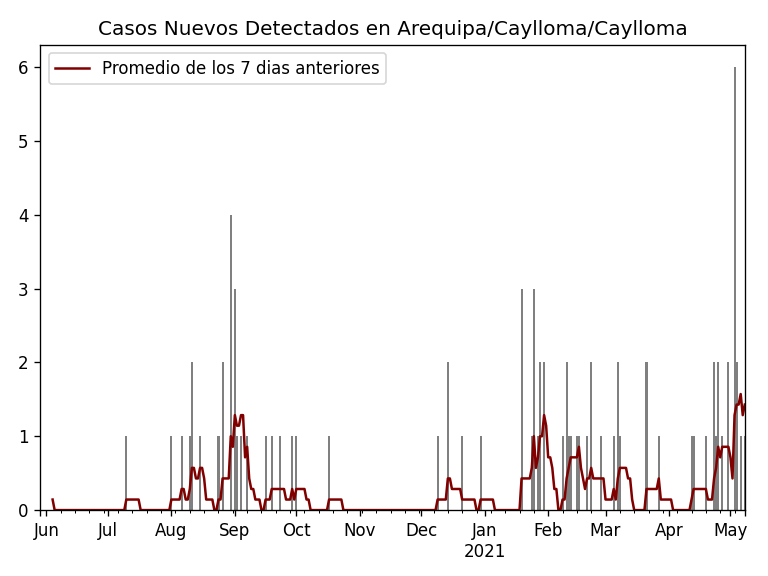 Casos Nuevos Detectados en Arequipa/Caylloma/Caylloma
Promedio de los 7 dias anteriores
6
5
4
3
2
1
0
Jun Jul Aug Sep Oct Nov Dec Jan Feb Mar Apr May
2021